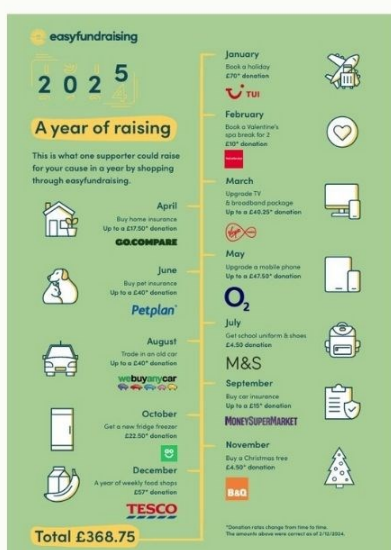 easyfundraising
2025
4
A year of raising
This is what one supporter could raise
for your cause in a year by shopping
through easyfundraising.
January
Book a holiday
£70* donation
TUI
February
Book a Valentine's
spa break for 2
£10* donation
March
Upgrade TV
& broadband package
Up to a £40.25* donation
Virgin
April
Buy home insurance
Up to a £17.50* donation
GO.COMPARE
May
Upgrade a mobile phone
Up to a £47.50* donation
O2
June
Buy pet insurance
Up to a £40* donation
Petplan
July
Get school uniform & shoes
£4.50 donation
M&S
August
Trade in an old car
Up to a £40* donation
webuyanycar
September
Buy car insurance
Up to a £15* donation
MONEYSUPERMARKET
October
Get a new fridge freezer
£22.50* donation
ao
November
Buy a Christmas tree
£4.50* donation
B&Q
December
A year of weekly food shops
£57* donation
TESCO
Total £368.75
*Donation rates change from time to time.
The amounts above were correct as of 2/10/2024.